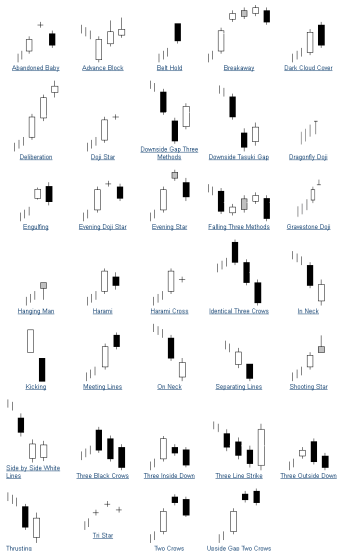 Abandoned Baby
Advance Block
Belt Hold
Breakaway
Dark Cloud Cover
Deliberation
Doji Star
Downside Gap Three
Methods
Downside Tasuki Gap
Dragonfly Doji
Engulfing
Evening Doji Star
Evening Star
Falling Three Methods
Gravestone Doji
Hanging Man
Harami
Harami Cross
Identical Three Crows
In Neck
Kicking
Meeting Lines
On Neck
Separating Lines
Shooting Star
Side by Side White
Lines
Three Black Crows
Three Inside Down
Three Line Strike
Three Outside Down
Thrusting
Tri Star
Two Crows
Upside Gap Two Crows